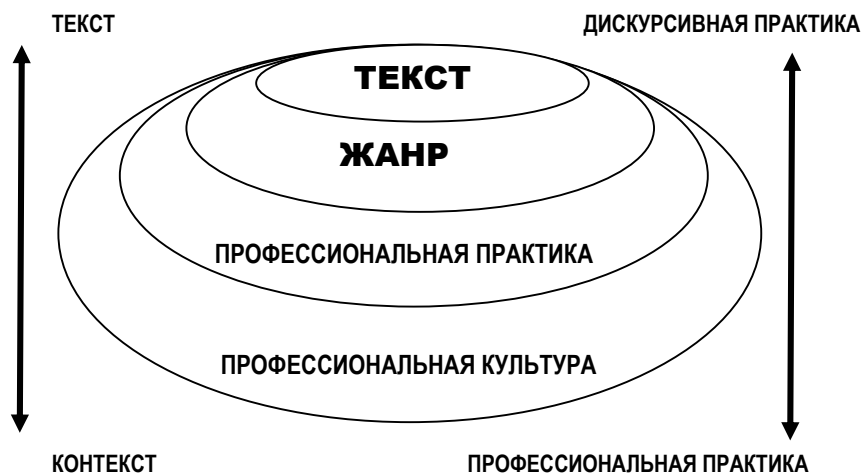 ТЕКСТ
ДИСКУРСИВНАЯ ПРАКТИКА
ТЕКСТ
ЖАНР
ПРОФЕССИОНАЛЬНАЯ ПРАКТИКА
ПРОФЕССИОНАЛЬНАЯ КУЛЬТУРА
КОНТЕКСТ
ПРОФЕССИОНАЛЬНАЯ ПРАКТИКА